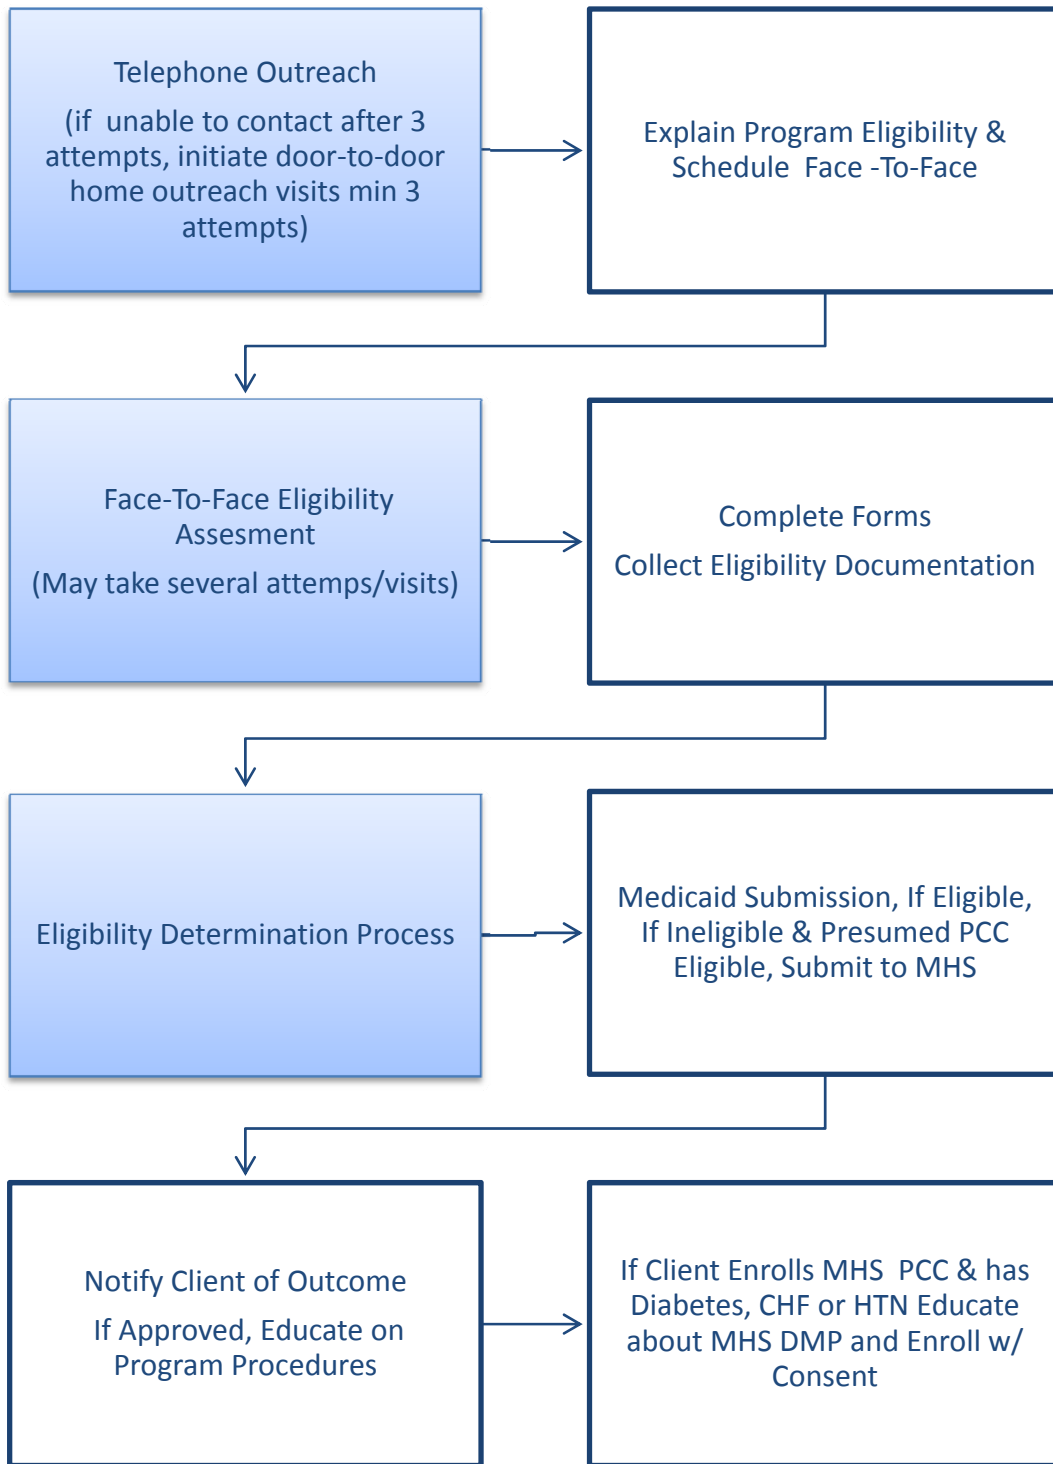 Telephone Outreach
(if  unable to contact after 3
attempts, initiate door-to-door
home outreach visits min 3
attempts)
Explain Program Eligibility &
Schedule  Face -To-Face
Face-To-Face Eligibility
Assesment
(May take several attemps/visits)
Complete Forms
Collect Eligibility Documentation
Eligibility Determination Process
Medicaid Submission, If Eligible,
If Ineligible & Presumed PCC
Eligible, Submit to MHS
Notify Client of Outcome
If Approved, Educate on
Program Procedures
If Client Enrolls MHS  PCC & has
Diabetes, CHF or HTN Educate
about MHS DMP and Enroll w/
Consent